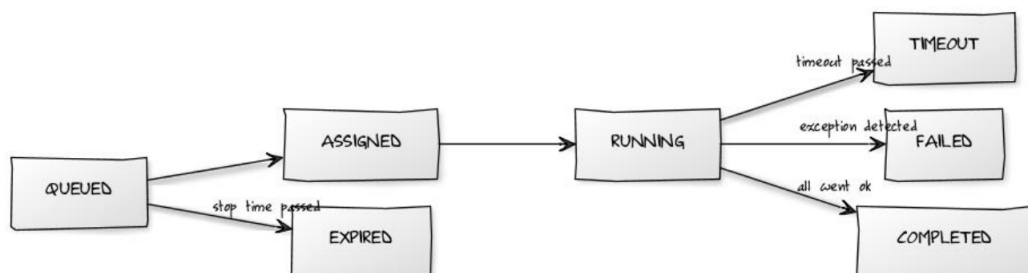 TIMEOUT
timeout passed
ASSIGNED
RUNNING
exception detected
FAILED
QUEUED
all went ok
stop time passed
EXPIRED
COMPLETED